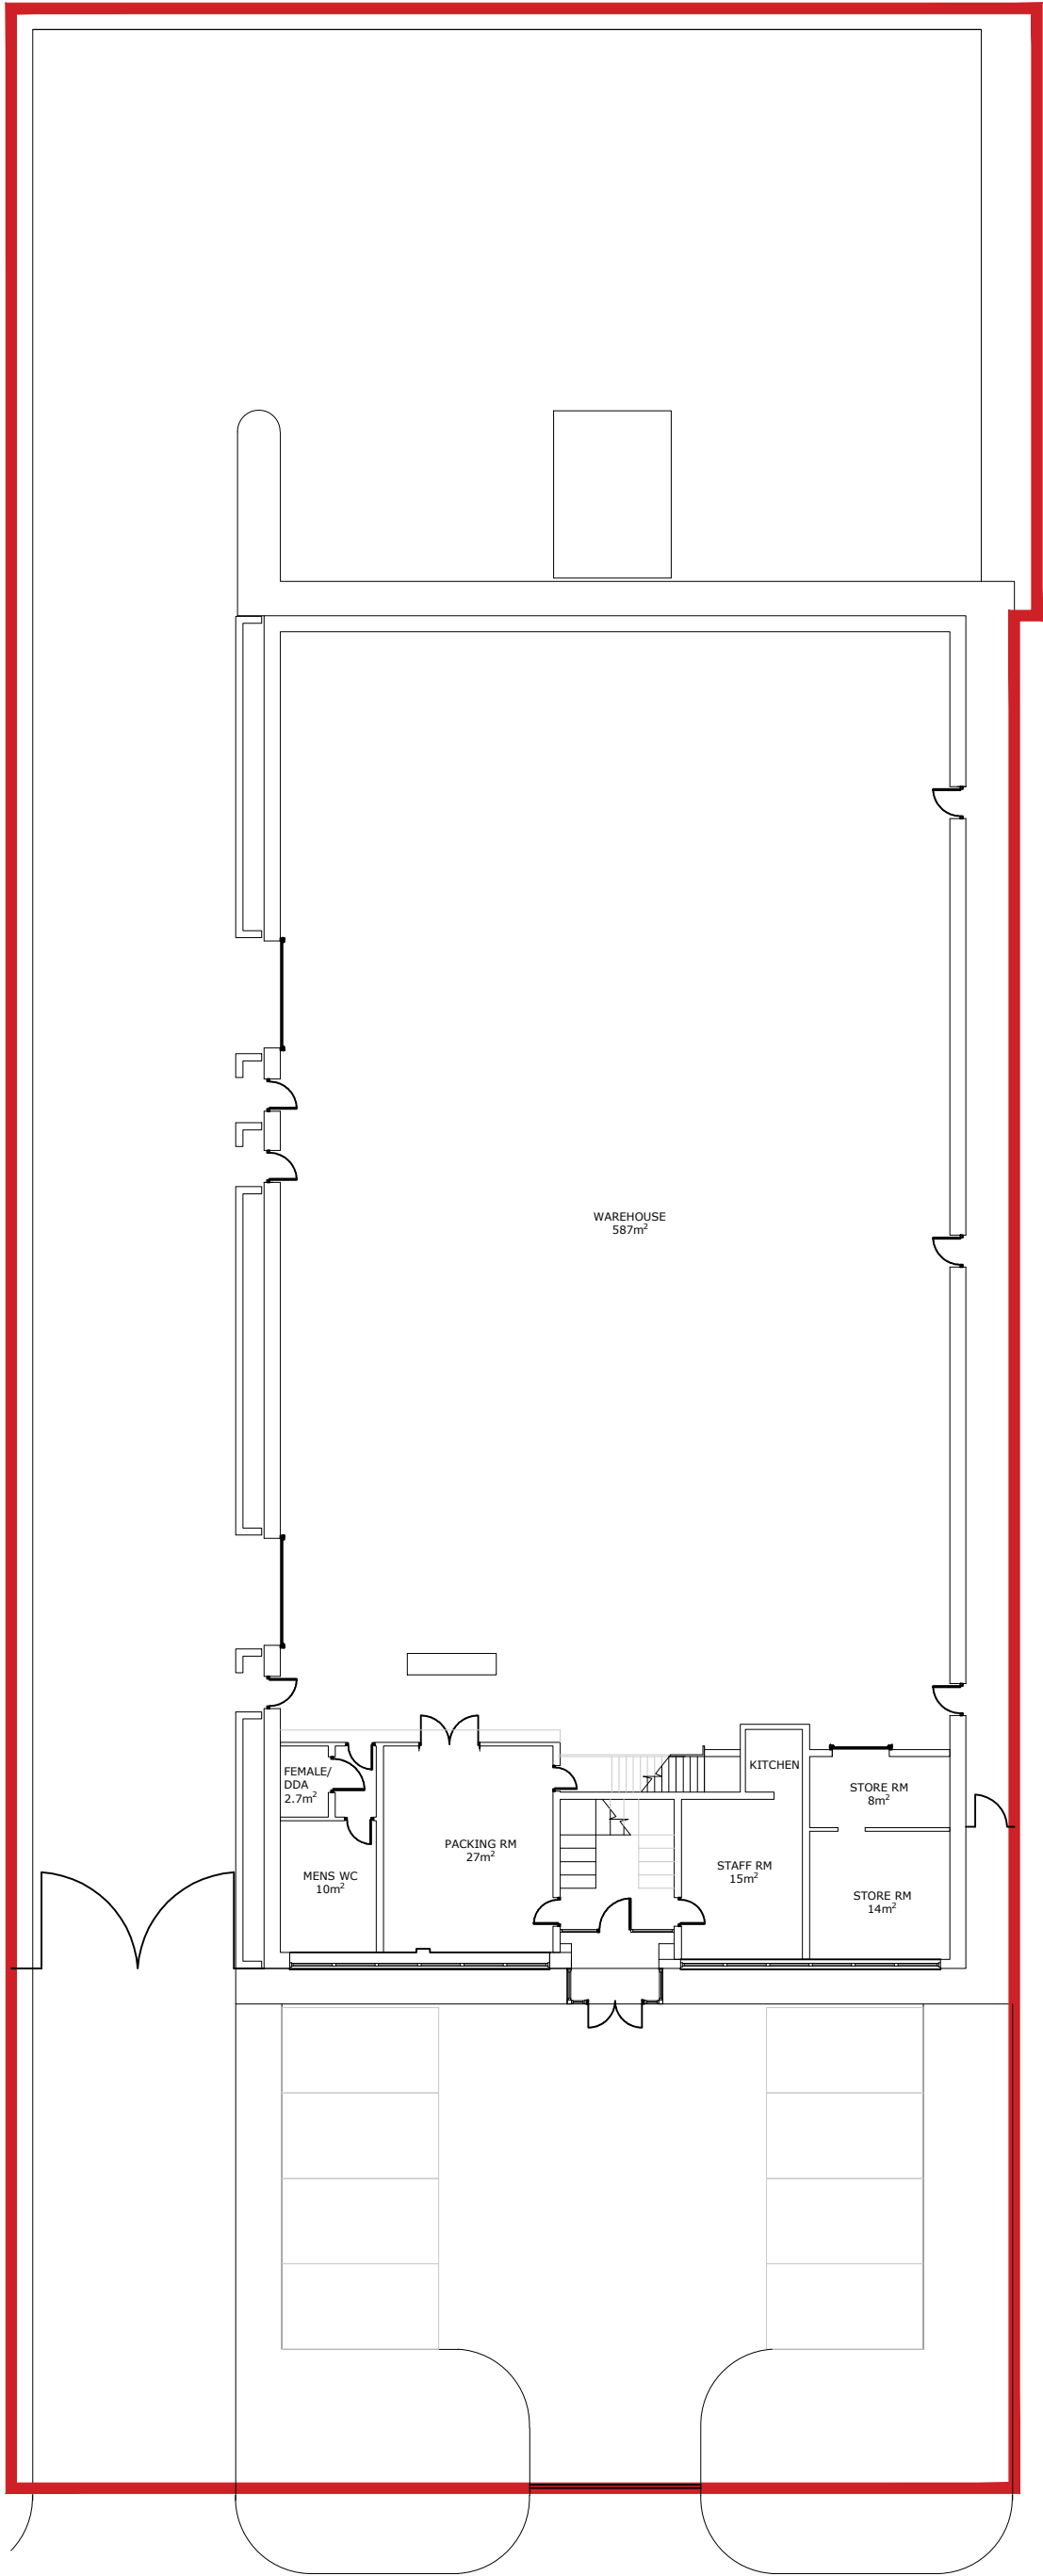 WAREHOUSE
587m²
KITCHEN
FEMALE/
DDA
2.7m²
STORE RM
8m²
PACKING RM
27m²
STAFF RM
15m²
MENS WC
10m²
STORE RM
14m²